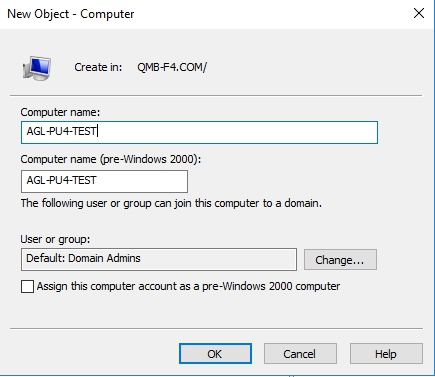 New Object - Computer
Create in: QMB-F4.COM/
Computer name:
AGL-PU4-TEST
Computer name (pre-Windows 2000):
AGL-PU4-TEST
The following user or group can join this computer to a domain.
User or group:
Default: Domain Admins
Change...
Assign this computer account as a pre-Windows 2000 computer
OK Cancel Help